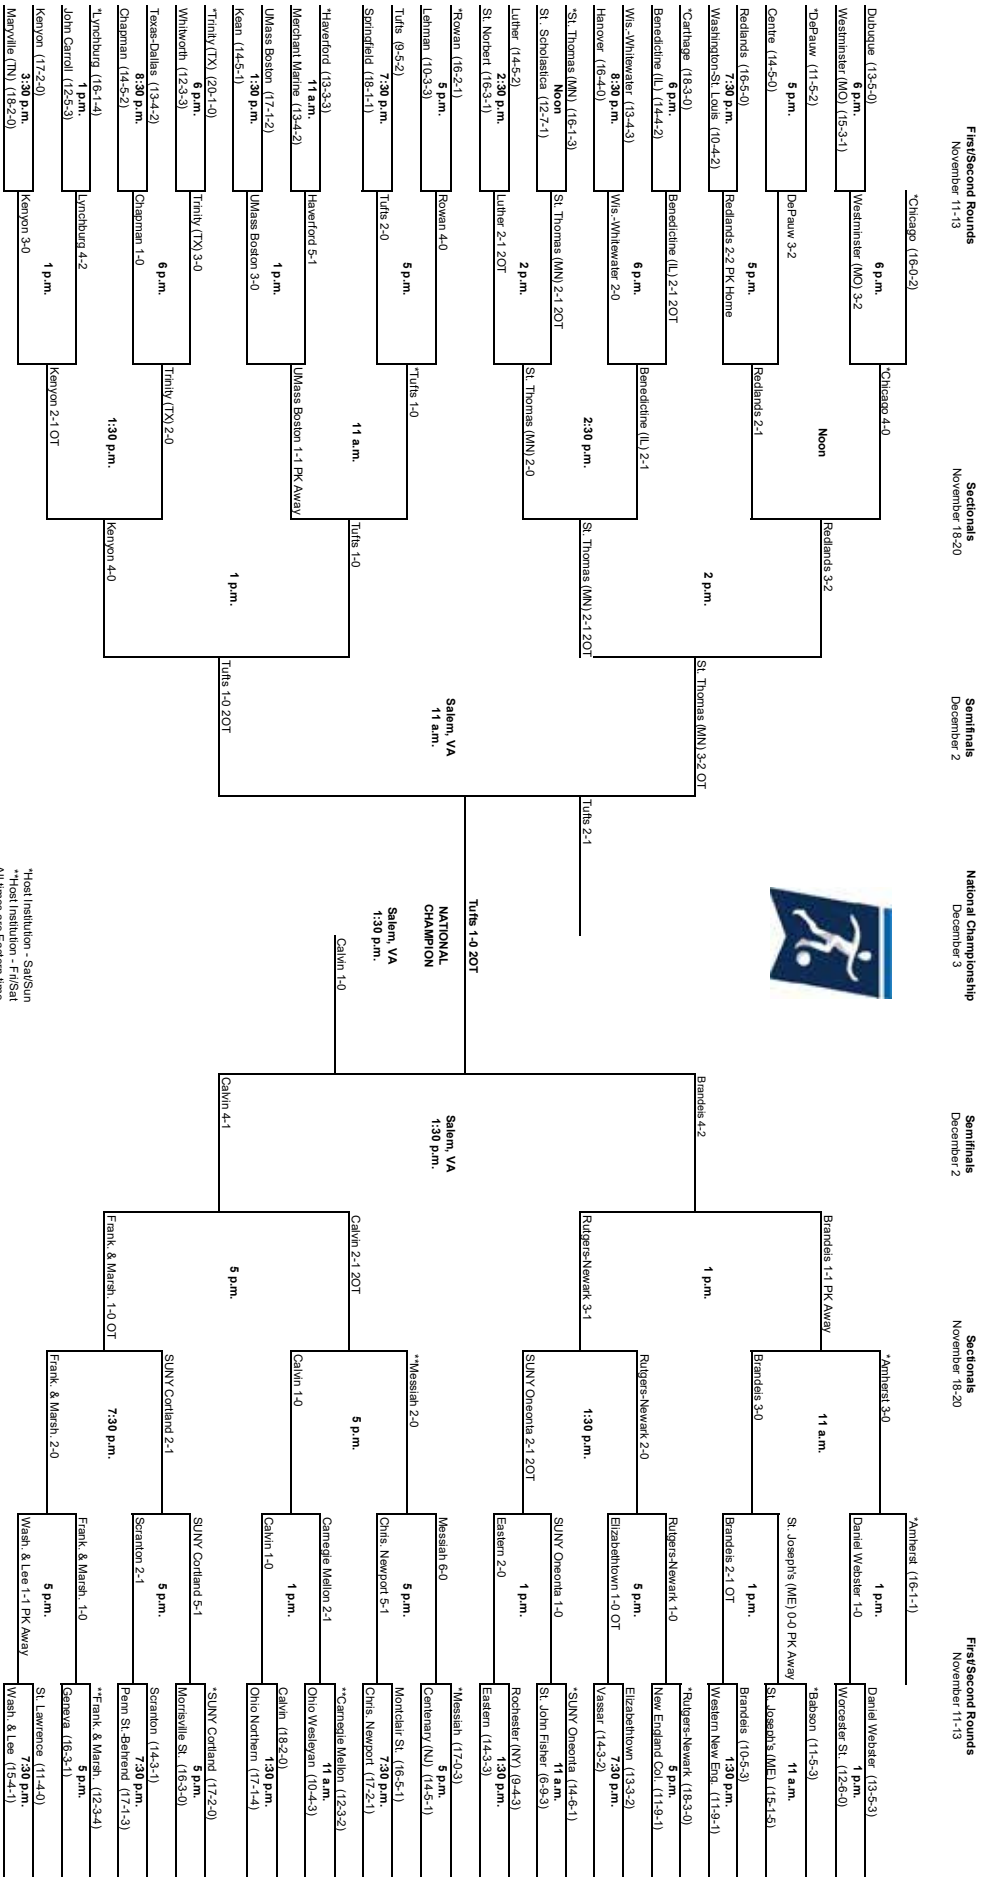 First/Second Rounds
November 11-13
Sectionals
November 18-20
Semifinals
December 2
National Championship
December 3
Semifinals
December 2
Sectionals
November 18-20
First/Second Rounds
November 11-13
*Chicago (16-0-2)
Dubuque (13-5-0)
6 p.m.
Westminster (MO) (15-3-1)
*DePauw (11-5-2)
5 p.m.
Centre (14-5-0)
Redlands (16-5-0)
7:30 p.m.
Washington-St. Louis (10-4-2)
*Carthage (18-3-0)
6 p.m.
Benedictine (IL) (14-4-2)
Wis.-Whitewater (13-4-3)
8:30 p.m.
Hanover (16-4-0)
*St. Thomas (MN) (16-1-3)
Noon
St. Scholastica (12-7-1)
Luther (14-5-2)
2:30 p.m.
St. Norbert (16-3-1)
*Rowan (16-2-1)
5 p.m.
Lehman (10-3-3)
Tufts (9-5-2)
7:30 p.m.
Springfield (18-1-1)
*Haverford (13-3-3)
11 a.m.
Merchant Marine (13-4-2)
UMass Boston (17-1-2)
1:30 p.m.
Kean (14-5-1)
*Trinity (TX) (20-1-0)
6 p.m.
Whitworth (12-3-3)
Texas-Dallas (13-4-2)
8:30 p.m.
Chapman (14-5-2)
*Lynchburg (16-1-4)
1 p.m.
John Carroll (12-5-3)
Kenyon (17-2-0)
3:30 p.m.
Maryville (TN) (18-2-0)
6 p.m.
Westminster (MO) 3-2
DePauw 3-2
5 p.m.
Redlands 2-2 PK Home
Benedictine (IL) 2-1 2OT
6 p.m.
Wis.-Whitewater 2-0
St. Thomas (MN) 2-1 2OT
2 p.m.
Luther 2-1 2OT
Rowan 4-0
5 p.m.
Tufts 2-0
Haverford 5-1
1 p.m.
UMass Boston 3-0
Trinity (TX) 3-0
6 p.m.
Chapman 1-0
Lynchburg 4-2
1 p.m.
Kenyon 3-0
*Chicago 4-0
Noon
Redlands 2-1
Benedictine (IL) 2-1
2:30 p.m.
St. Thomas (MN) 2-0
*Tufts 1-0
11 a.m.
UMass Boston 1-1 PK Away
Trinity (TX) 2-0
1:30 p.m.
Kenyon 2-1 OT
Redlands 3-2
2 p.m.
St. Thomas (MN) 2-1 2OT
Tufts 1-0
1 p.m.
Kenyon 4-0
St. Thomas (MN) 3-2 OT
Salem, VA
11 a.m.
Tufts 1-0 2OT
Tufts 2-1
Tufts 1-0 2OT
NATIONAL
CHAMPION
Salem, VA
1:30 p.m.
Calvin 1-0
*Host Institution - Sat/Sun
**Host Institution - Fri/Sat
All times are Eastern time
Brandeis 4-2
Salem, VA
1:30 p.m.
Calvin 4-1
Brandeis 1-1 PK Away
1 p.m.
Rutgers-Newark 3-1
Calvin 2-1 2OT
5 p.m.
Frank. & Marsh. 1-0 OT
*Amherst 3-0
11 a.m.
Brandeis 3-0
Rutgers-Newark 2-0
1:30 p.m.
SUNY Oneonta 2-1 2OT
**Messiah 2-0
5 p.m.
Calvin 1-0
SUNY Cortland 2-1
7:30 p.m.
Frank. & Marsh. 2-0
*Amherst (16-1-1)
1 p.m.
Daniel Webster 1-0
St. Joseph's (ME) 0-0 PK Away
1 p.m.
Brandeis 2-1 OT
Rutgers-Newark 1-0
5 p.m.
Elizabethtown 1-0 OT
SUNY Oneonta 1-0
1 p.m.
Eastern 2-0
Messiah 6-0
5 p.m.
Chris. Newport 5-1
Carnegie Mellon 2-1
1 p.m.
Calvin 1-0
SUNY Cortland 5-1
5 p.m.
Scranton 2-1
Frank. & Marsh. 1-0
5 p.m.
Wash. & Lee 1-1 PK Away
Daniel Webster (13-5-3)
1 p.m.
Worcester St. (12-6-0)
*Babson (11-5-3)
11 a.m.
St. Joseph's (ME) (15-1-5)
Brandeis (10-5-3)
1:30 p.m.
Western New Eng. (11-9-1)
*Rutgers-Newark (18-3-0)
5 p.m.
New England Col. (11-9-1)
Elizabethtown (13-3-2)
7:30 p.m.
Vassar (14-3-2)
*SUNY Oneonta (14-6-1)
11 a.m.
St. John Fisher (6-9-3)
Rochester (NY) (9-4-3)
1:30 p.m.
Eastern (14-3-3)
*Messiah (17-0-3)
5 p.m.
Centenary (NJ) (14-5-1)
Montclair St. (16-5-1)
7:30 p.m.
Chris. Newport (17-2-1)
**Carnegie Mellon (12-3-2)
11 a.m.
Ohio Wesleyan (10-4-3)
Calvin (18-2-0)
1:30 p.m.
Ohio Northern (17-1-4)
*SUNY Cortland (17-2-0)
5 p.m.
Morrisville St. (16-3-0)
Scranton (14-3-1)
7:30 p.m.
Penn St.-Behrend (17-1-3)
**Frank. & Marsh. (12-3-4)
5 p.m.
Geneva (16-3-1)
St. Lawrence (11-4-0)
7:30 p.m.
Wash. & Lee (15-4-1)